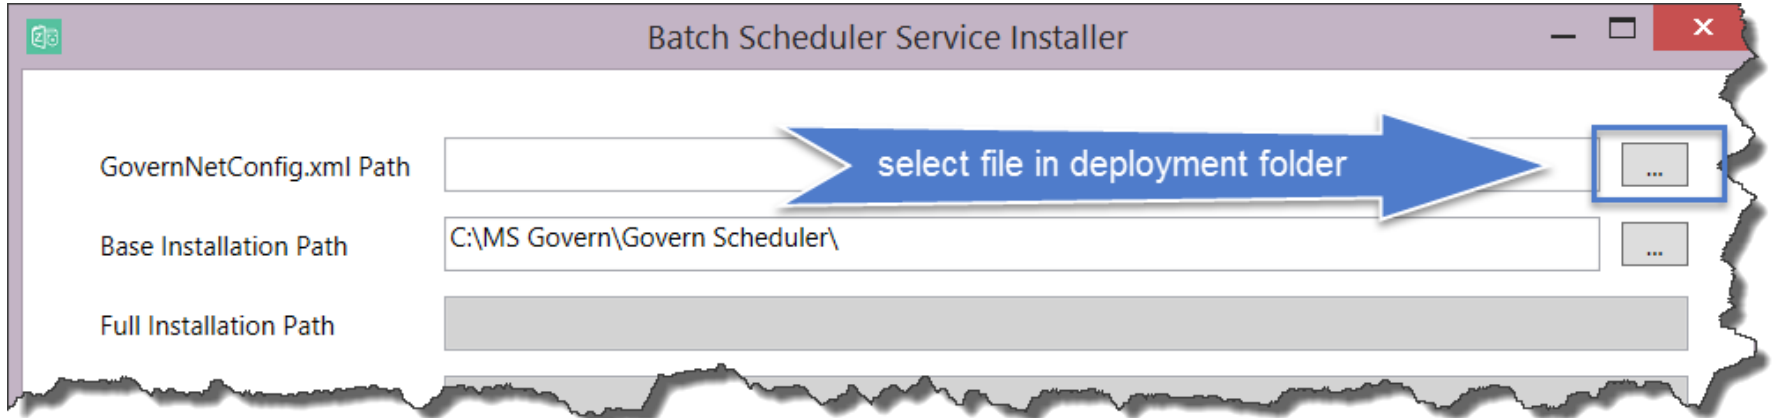 Batch Scheduler Service Installer
GovernNetConfig.xml Path
select file in deployment folder
...
Base Installation Path
C:\MS Govern\Govern Scheduler\
...
Full Installation Path